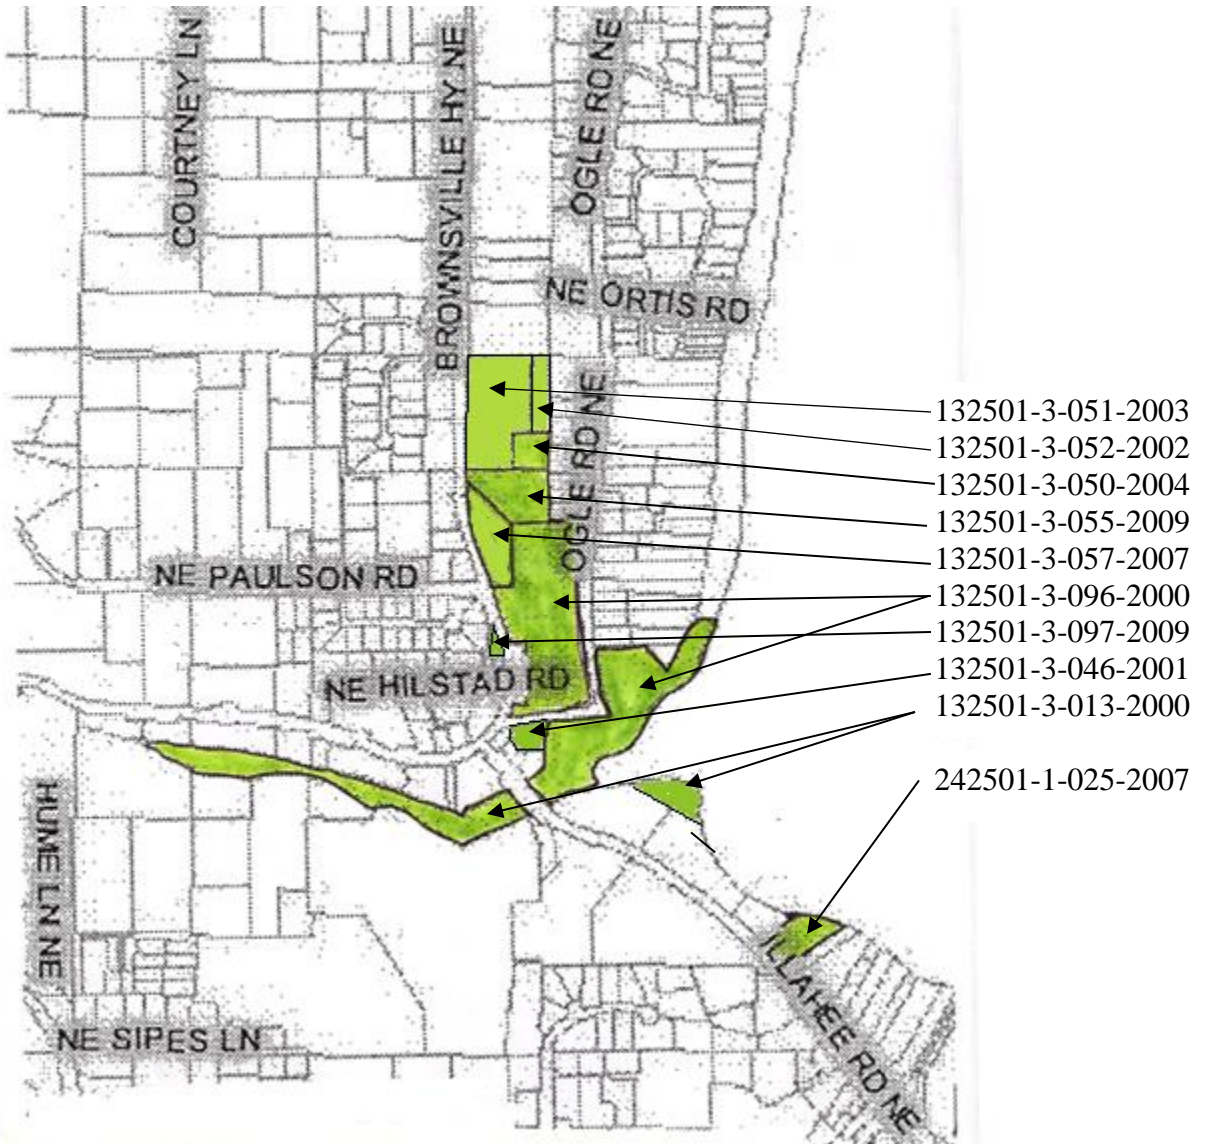 COURTNEY LN
BROWNSVILLE HY NE
OGLE RD NE
NE ORTIS RD
OGLE RD NE
132501-3-051-2003
132501-3-052-2002
132501-3-050-2004
132501-3-055-2009
132501-3-057-2007
132501-3-096-2000
132501-3-097-2009
132501-3-046-2001
132501-3-013-2000
242501-1-025-2007
NE PAULSON RD
NE HILSTAD RD
HUME LN NE
NE SIPES LN
ILLAHEE RD NE